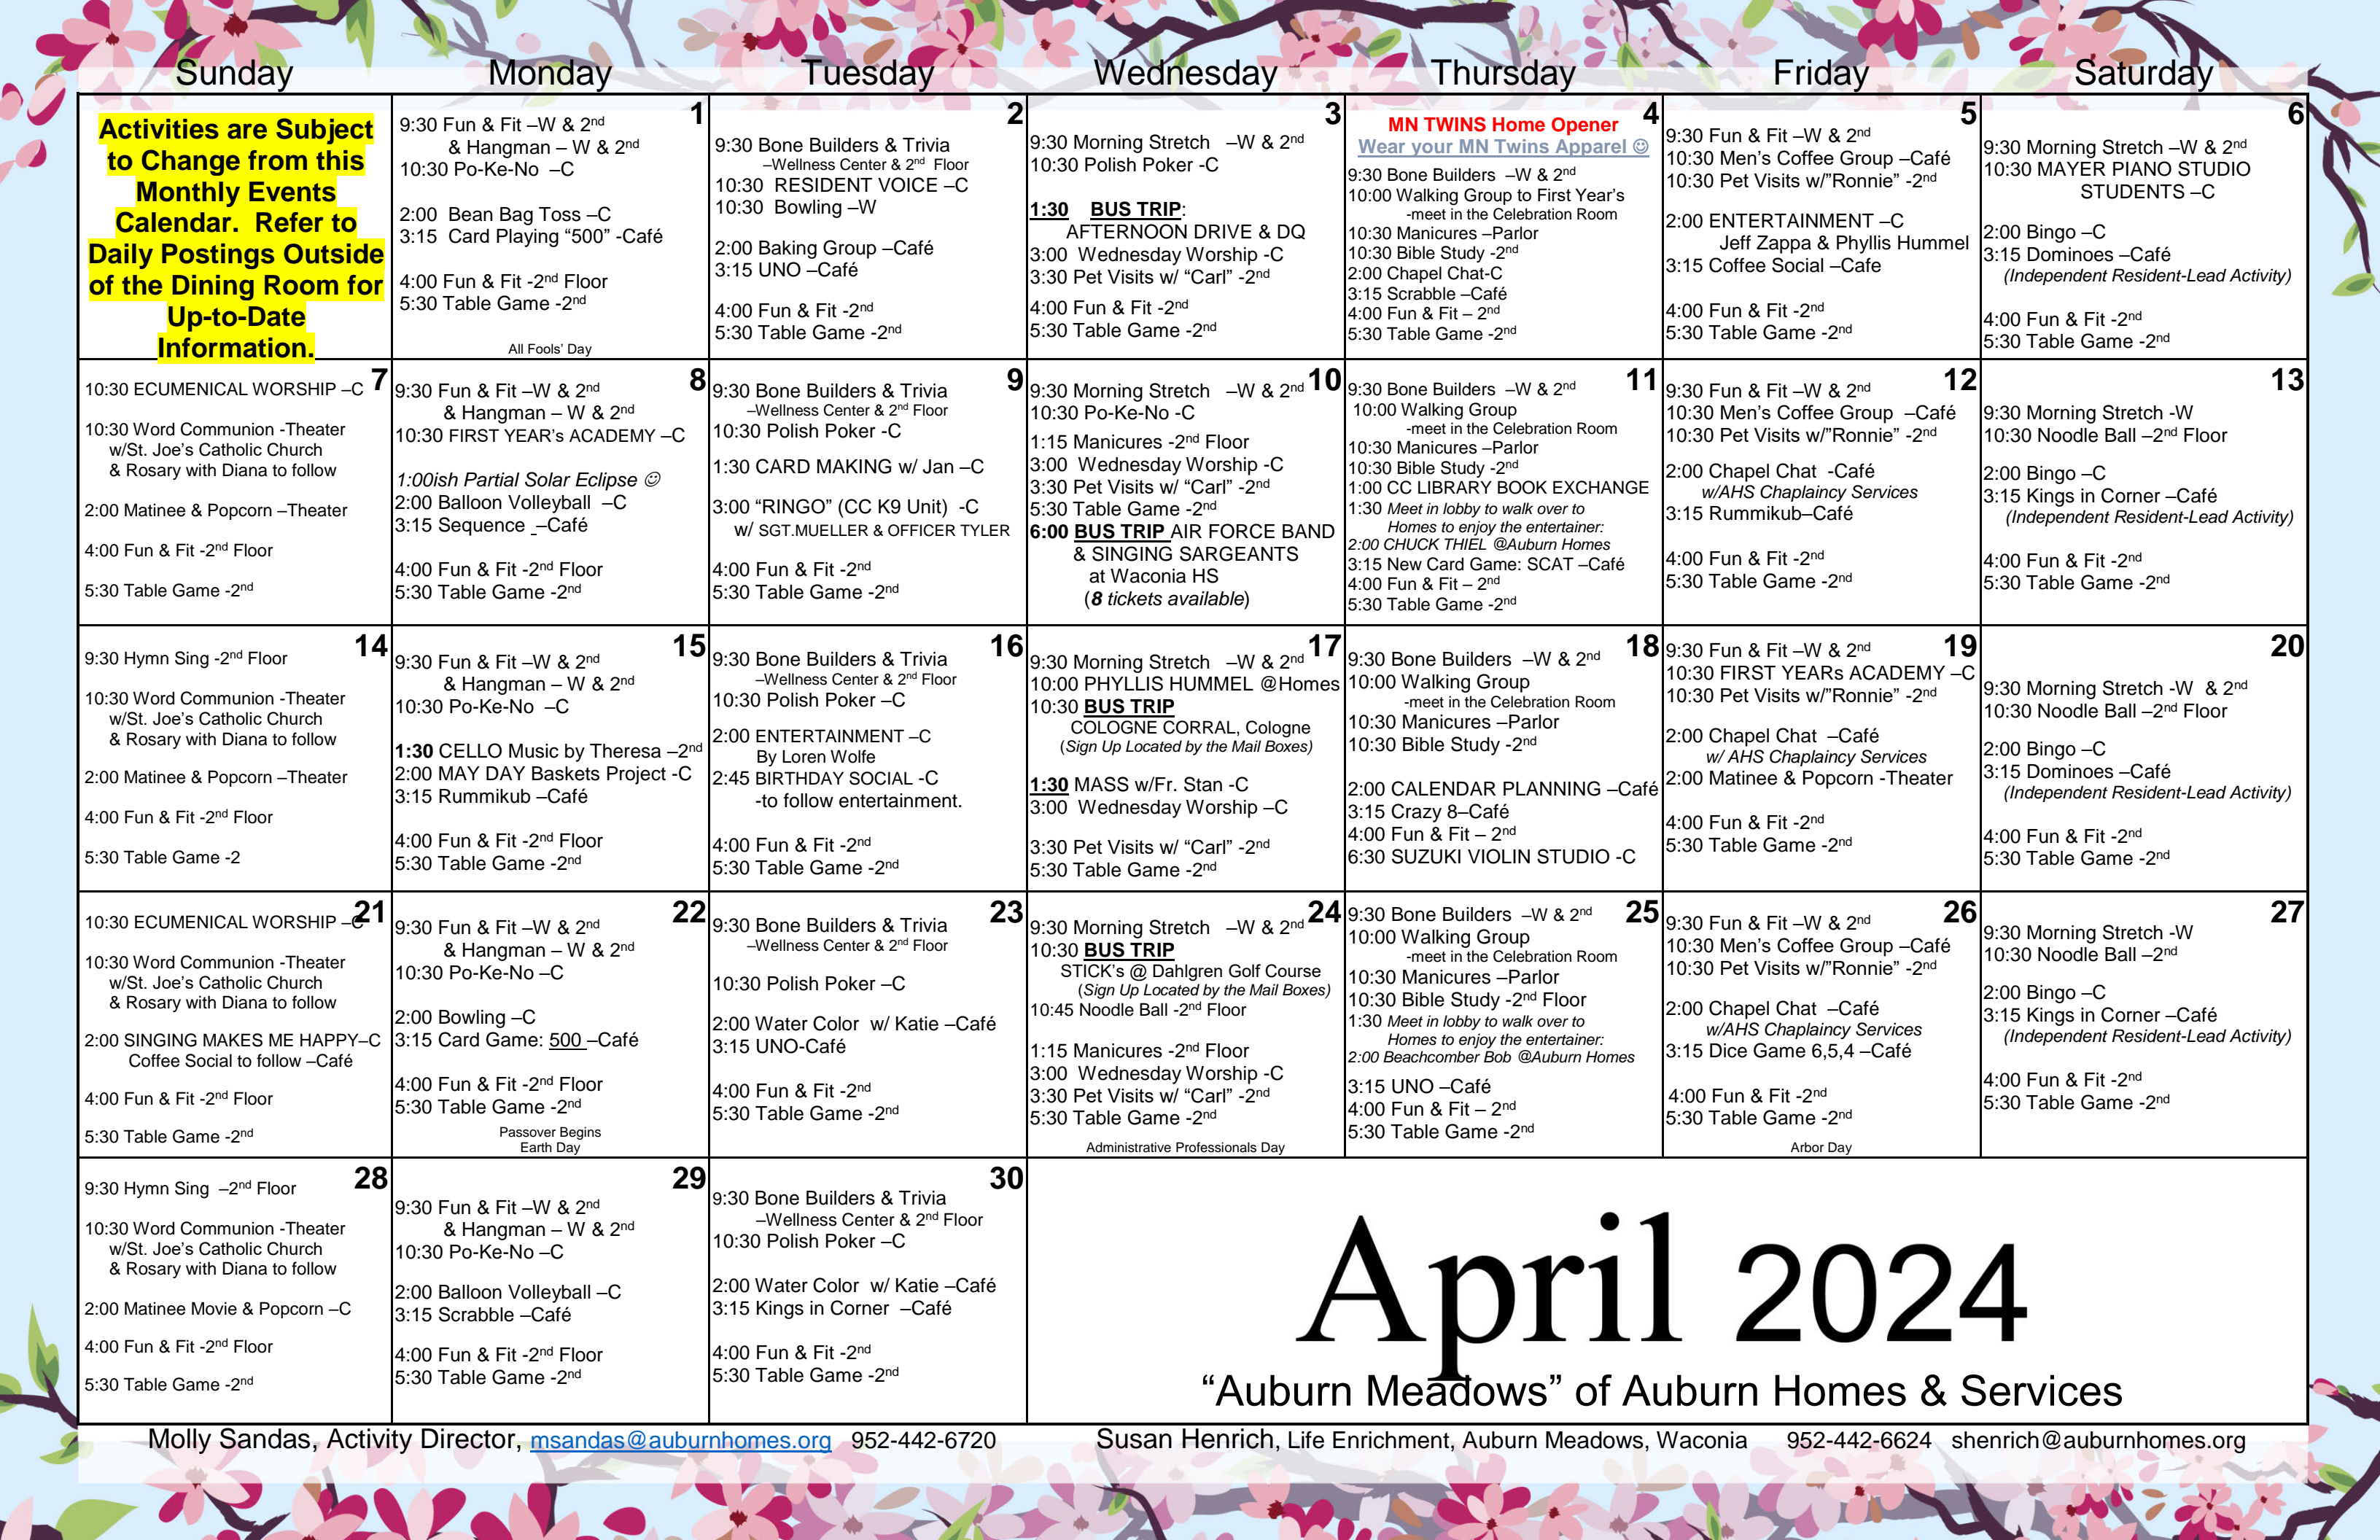 Sunday Monday Tuesday Wednesday Thursday Friday Saturday
Activities are Subject
to Change from this
Monthly Events
Calendar. Refer to
Daily Postings Outside
of the Dining Room for
Up-to-Date
Information.
1
9:30 Fun & Fit –W & 2nd
& Hangman – W & 2nd
10:30 Po-Ke-No –C
2:00 Bean Bag Toss –C
3:15 Card Playing “500” -Café
4:00 Fun & Fit -2nd Floor
5:30 Table Game -2nd
All Fools’ Day
2
9:30 Bone Builders & Trivia
–Wellness Center & 2nd Floor
10:30 RESIDENT VOICE –C
10:30 Bowling –W
2:00 Baking Group –Café
3:15 UNO –Café
4:00 Fun & Fit -2nd
5:30 Table Game -2nd
3
9:30 Morning Stretch –W & 2nd
10:30 Polish Poker -C
1:30 BUS TRIP:
AFTERNOON DRIVE & DQ
3:00 Wednesday Worship -C
3:30 Pet Visits w/ “Carl” -2nd
4:00 Fun & Fit -2nd
5:30 Table Game -2nd
4
MN TWINS Home Opener
Wear your MN Twins Apparel ☺
9:30 Bone Builders –W & 2nd
10:00 Walking Group to First Year’s
-meet in the Celebration Room
10:30 Manicures –Parlor
10:30 Bible Study -2nd
2:00 Chapel Chat-C
3:15 Scrabble –Café
4:00 Fun & Fit – 2nd
5:30 Table Game -2nd
5
9:30 Fun & Fit –W & 2nd
10:30 Men’s Coffee Group –Café
10:30 Pet Visits w/”Ronnie” -2nd
2:00 ENTERTAINMENT –C
Jeff Zappa & Phyllis Hummel
3:15 Coffee Social –Cafe
4:00 Fun & Fit -2nd
5:30 Table Game -2nd
6
9:30 Morning Stretch –W & 2nd
10:30 MAYER PIANO STUDIO
STUDENTS –C
2:00 Bingo –C
3:15 Dominoes –Café
(Independent Resident-Lead Activity)
4:00 Fun & Fit -2nd
5:30 Table Game -2nd
7
10:30 ECUMENICAL WORSHIP –C
10:30 Word Communion -Theater
w/St. Joe’s Catholic Church
& Rosary with Diana to follow
2:00 Matinee & Popcorn –Theater
4:00 Fun & Fit -2nd Floor
5:30 Table Game -2nd
8
9:30 Fun & Fit –W & 2nd
& Hangman – W & 2nd
10:30 FIRST YEAR’s ACADEMY –C
1:00ish Partial Solar Eclipse ☺
2:00 Balloon Volleyball –C
3:15 Sequence –Café
4:00 Fun & Fit -2nd Floor
5:30 Table Game -2nd
9
9:30 Bone Builders & Trivia
–Wellness Center & 2nd Floor
10:30 Polish Poker -C
1:30 CARD MAKING w/ Jan –C
3:00 “RINGO” (CC K9 Unit) -C
w/ SGT.MUELLER & OFFICER TYLER
4:00 Fun & Fit -2nd
5:30 Table Game -2nd
10
9:30 Morning Stretch –W & 2nd
10:30 Po-Ke-No -C
1:15 Manicures -2nd Floor
3:00 Wednesday Worship -C
3:30 Pet Visits w/ “Carl” -2nd
5:30 Table Game -2nd
6:00 BUS TRIP AIR FORCE BAND
& SINGING SARGEANTS
at Waconia HS
(8 tickets available)
11
9:30 Bone Builders –W & 2nd
10:00 Walking Group
-meet in the Celebration Room
10:30 Manicures –Parlor
10:30 Bible Study -2nd
1:00 CC LIBRARY BOOK EXCHANGE
1:30 Meet in lobby to walk over to
Homes to enjoy the entertainer:
2:00 CHUCK THIEL @Auburn Homes
3:15 New Card Game: SCAT –Café
4:00 Fun & Fit – 2nd
5:30 Table Game -2nd
12
9:30 Fun & Fit –W & 2nd
10:30 Men’s Coffee Group –Café
10:30 Pet Visits w/”Ronnie” -2nd
2:00 Chapel Chat -Café
w/AHS Chaplaincy Services
3:15 Rummikub–Café
4:00 Fun & Fit -2nd
5:30 Table Game -2nd
13
9:30 Morning Stretch -W
10:30 Noodle Ball –2nd Floor
2:00 Bingo –C
3:15 Kings in Corner –Café
(Independent Resident-Lead Activity)
4:00 Fun & Fit -2nd
5:30 Table Game -2nd
14
9:30 Hymn Sing -2nd Floor
10:30 Word Communion -Theater
w/St. Joe’s Catholic Church
& Rosary with Diana to follow
2:00 Matinee & Popcorn –Theater
4:00 Fun & Fit -2nd Floor
5:30 Table Game -2
15
9:30 Fun & Fit –W & 2nd
& Hangman – W & 2nd
10:30 Po-Ke-No –C
1:30 CELLO Music by Theresa –2nd
2:00 MAY DAY Baskets Project -C
3:15 Rummikub –Café
4:00 Fun & Fit -2nd Floor
5:30 Table Game -2nd
16
9:30 Bone Builders & Trivia
–Wellness Center & 2nd Floor
10:30 Polish Poker –C
2:00 ENTERTAINMENT –C
By Loren Wolfe
2:45 BIRTHDAY SOCIAL -C
-to follow entertainment.
4:00 Fun & Fit -2nd
5:30 Table Game -2nd
17
9:30 Morning Stretch –W & 2nd
10:00 PHYLLIS HUMMEL @Homes
10:30 BUS TRIP
COLOGNE CORRAL, Cologne
(Sign Up Located by the Mail Boxes)
1:30 MASS w/Fr. Stan -C
3:00 Wednesday Worship –C
3:30 Pet Visits w/ “Carl” -2nd
5:30 Table Game -2nd
18
9:30 Bone Builders –W & 2nd
10:00 Walking Group
-meet in the Celebration Room
10:30 Manicures –Parlor
10:30 Bible Study -2nd
2:00 CALENDAR PLANNING –Café
3:15 Crazy 8–Café
4:00 Fun & Fit – 2nd
6:30 SUZUKI VIOLIN STUDIO -C
19
9:30 Fun & Fit –W & 2nd
10:30 FIRST YEARs ACADEMY –C
10:30 Pet Visits w/”Ronnie” -2nd
2:00 Chapel Chat –Café
w/ AHS Chaplaincy Services
2:00 Matinee & Popcorn -Theater
4:00 Fun & Fit -2nd
5:30 Table Game -2nd
20
9:30 Morning Stretch -W & 2nd
10:30 Noodle Ball –2nd Floor
2:00 Bingo –C
3:15 Dominoes –Café
(Independent Resident-Lead Activity)
4:00 Fun & Fit -2nd
5:30 Table Game -2nd
21
10:30 ECUMENICAL WORSHIP –C
10:30 Word Communion -Theater
w/St. Joe’s Catholic Church
& Rosary with Diana to follow
2:00 SINGING MAKES ME HAPPY–C
Coffee Social to follow –Café
4:00 Fun & Fit -2nd Floor
5:30 Table Game -2nd
22
9:30 Fun & Fit –W & 2nd
& Hangman – W & 2nd
10:30 Po-Ke-No –C
2:00 Bowling –C
3:15 Card Game: 500 –Café
4:00 Fun & Fit -2nd Floor
5:30 Table Game -2nd
Passover Begins
Earth Day
23
9:30 Bone Builders & Trivia
–Wellness Center & 2nd Floor
10:30 Polish Poker –C
2:00 Water Color w/ Katie –Café
3:15 UNO-Café
4:00 Fun & Fit -2nd
5:30 Table Game -2nd
24
9:30 Morning Stretch –W & 2nd
10:30 BUS TRIP
STICK’s @ Dahlgren Golf Course
(Sign Up Located by the Mail Boxes)
10:45 Noodle Ball -2nd Floor
1:15 Manicures -2nd Floor
3:00 Wednesday Worship -C
3:30 Pet Visits w/ “Carl” -2nd
5:30 Table Game -2nd
Administrative Professionals Day
25
9:30 Bone Builders –W & 2nd
10:00 Walking Group
-meet in the Celebration Room
10:30 Manicures –Parlor
10:30 Bible Study -2nd Floor
1:30 Meet in lobby to walk over to
Homes to enjoy the entertainer:
2:00 Beachcomber Bob @Auburn Homes
3:15 UNO –Café
4:00 Fun & Fit – 2nd
5:30 Table Game -2nd
26
9:30 Fun & Fit –W & 2nd
10:30 Men’s Coffee Group –Café
10:30 Pet Visits w/”Ronnie” -2nd
2:00 Chapel Chat –Café
w/AHS Chaplaincy Services
3:15 Dice Game 6,5,4 –Café
4:00 Fun & Fit -2nd
5:30 Table Game -2nd
Arbor Day
27
9:30 Morning Stretch -W
10:30 Noodle Ball –2nd
2:00 Bingo –C
3:15 Kings in Corner –Café
(Independent Resident-Lead Activity)
4:00 Fun & Fit -2nd
5:30 Table Game -2nd
28
9:30 Hymn Sing –2nd Floor
10:30 Word Communion -Theater
w/St. Joe’s Catholic Church
& Rosary with Diana to follow
2:00 Matinee Movie & Popcorn –C
4:00 Fun & Fit -2nd Floor
5:30 Table Game -2nd
29
9:30 Fun & Fit –W & 2nd
& Hangman – W & 2nd
10:30 Po-Ke-No –C
2:00 Balloon Volleyball –C
3:15 Scrabble –Café
4:00 Fun & Fit -2nd Floor
5:30 Table Game -2nd
30
9:30 Bone Builders & Trivia
–Wellness Center & 2nd Floor
10:30 Polish Poker –C
2:00 Water Color w/ Katie –Café
3:15 Kings in Corner –Café
4:00 Fun & Fit -2nd
5:30 Table Game -2nd
April 2024
“Auburn Meadows” of Auburn Homes & Services
Molly Sandas, Activity Director, msandas@auburnhomes.org 952-442-6720 Susan Henrich, Life Enrichment, Auburn Meadows, Waconia 952-442-6624 shenrich@auburnhomes.org